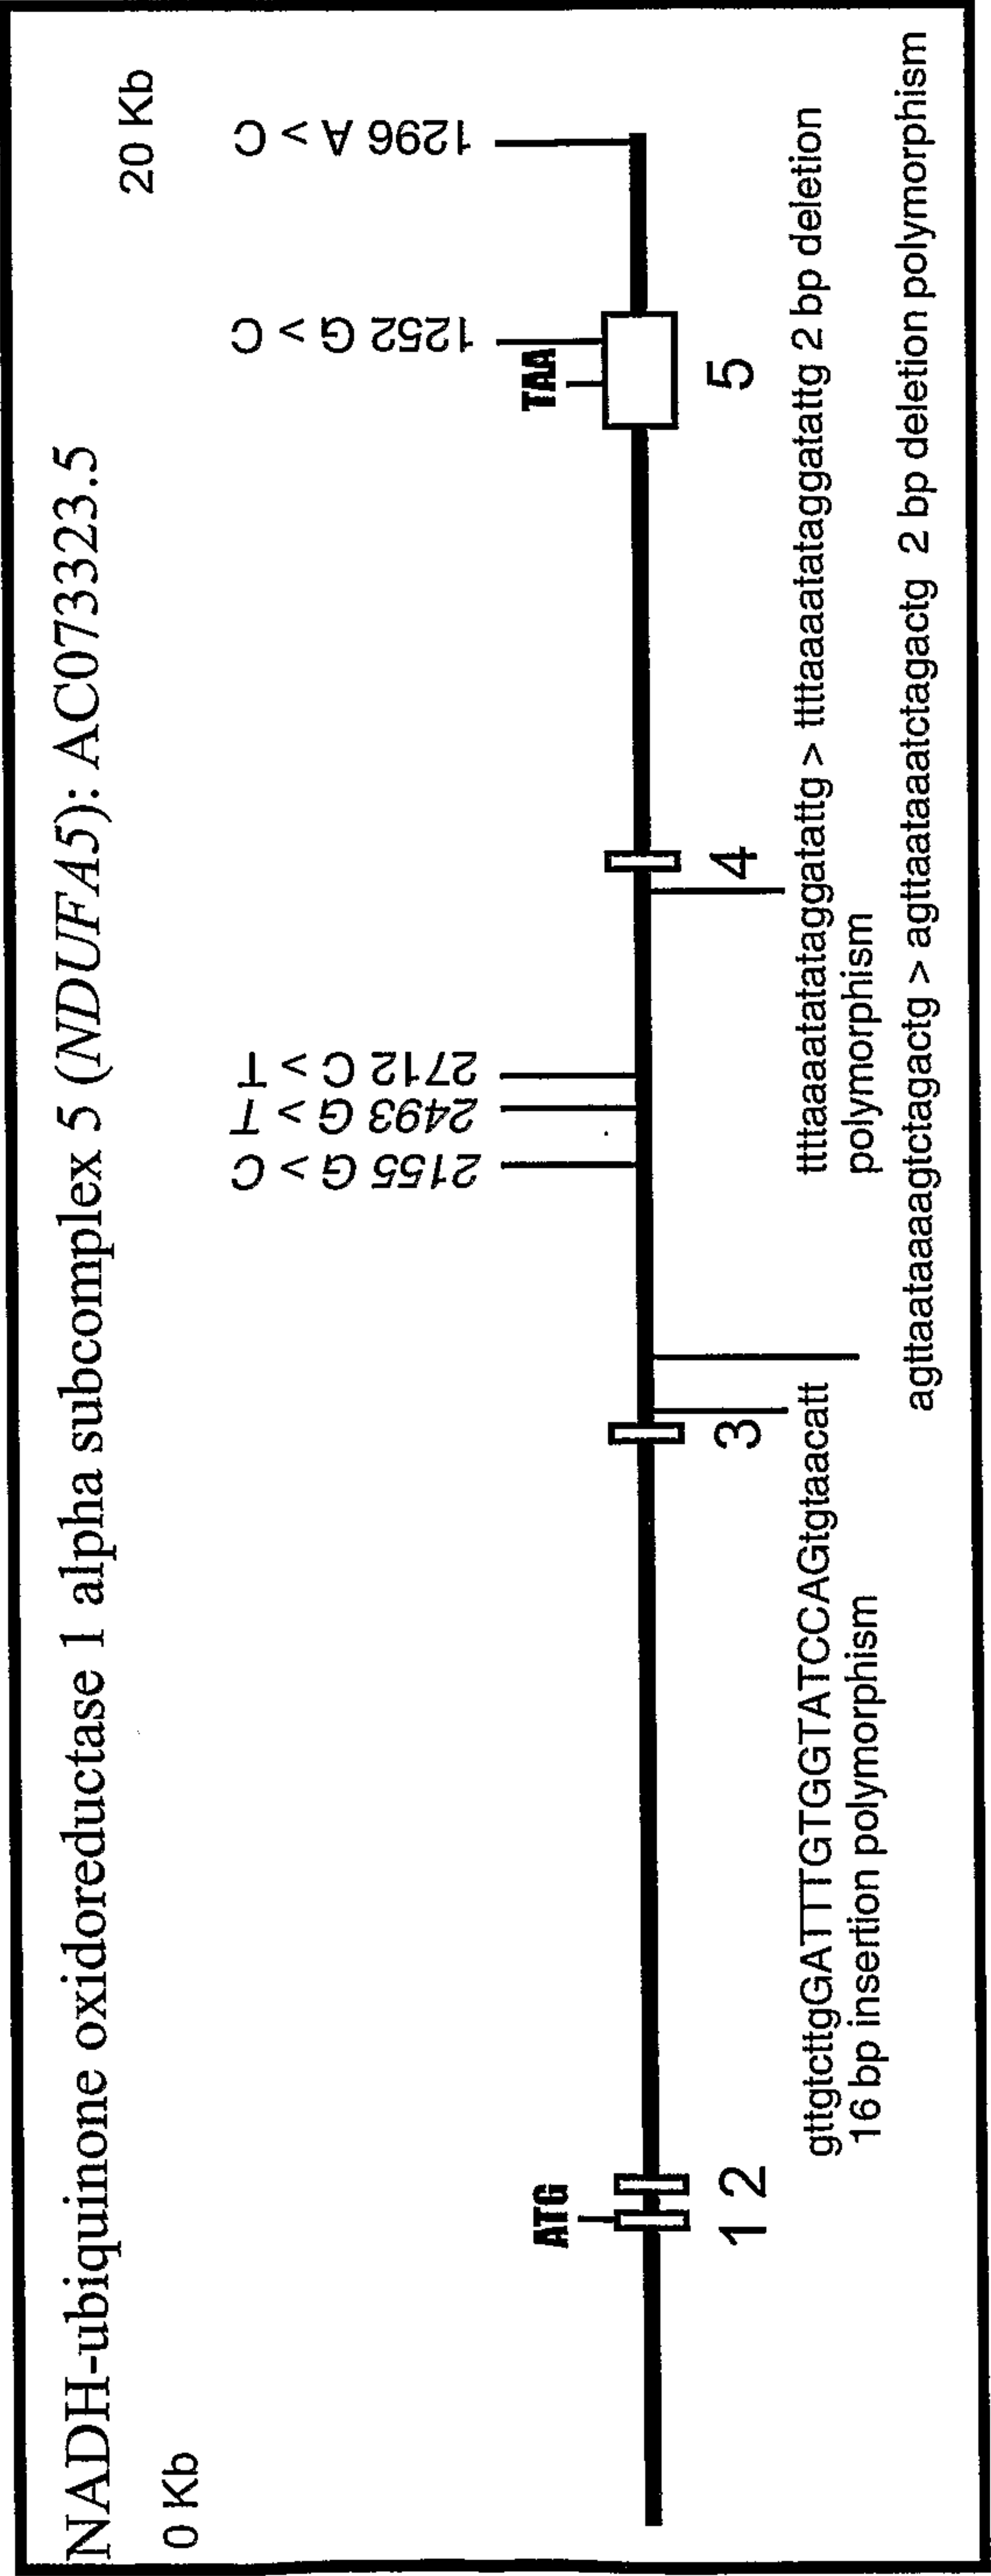 NADH-ubiquinone oxidoreductase 1 alpha subcomplex 5 (NDUFA5): AC073323.5
0 Kb
20 Kb
2155 G > C
2493 G > T
2712 C > T
1252 G > C
1296 A > C
ATG
TAA
1
2
3
4
5
gttgtcttgGATTTGTGGTATCCAGtgtaacatt
16 bp insertion polymorphism
ttttaaaatatataggatattg > ttttaaaatataggatattg 2 bp deletion
polymorphism
agttaataaaagtctagactg > agttaataaatctagactg 2 bp deletion polymorphism